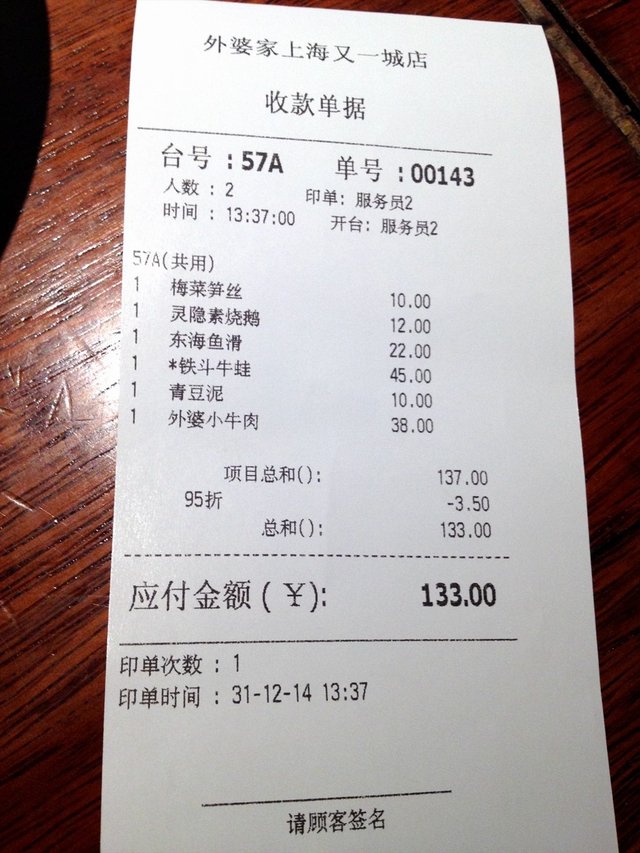 外婆家上海又一城店
收款单据
台号 : 57A 单号 : 00143
人数 : 2 印单: 服务员2
时间 : 13:37:00 开台: 服务员2
57A(共用)
1 梅菜笋丝 10.00
1 灵隐素烧鹅 12.00
1 东海鱼滑 22.00
1 *铁斗牛蛙 45.00
1 青豆泥 10.00
1 外婆小牛肉 38.00
项目总和(): 137.00
95折 -3.50
总和(): 133.00
应付金额 ( ￥): 133.00
印单次数 : 1
印单时间 : 31-12-14 13:37
请顾客签名